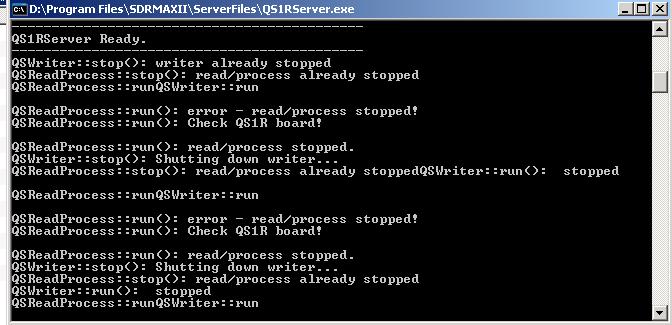 D:\Program Files\SDRMAXII\ServerFiles\QS1RServer.exe
------------------------------------------------
QS1RServer Ready.
------------------------------------------------
QSWriter::stop(): writer already stopped
QSReadProcess::stop(): read/process already stopped
QSReadProcess::runQSWriter::run
QSReadProcess::run(): error - read/process stopped!
QSReadProcess::run(): Check QS1R board!
QSReadProcess::run(): read/process stopped.
QSWriter::stop(): Shutting down writer...
QSReadProcess::stop(): read/process already stoppedQSWriter::run():  stopped
QSReadProcess::runQSWriter::run
QSReadProcess::run(): error - read/process stopped!
QSReadProcess::run(): Check QS1R board!
QSReadProcess::run(): read/process stopped.
QSWriter::stop(): Shutting down writer...
QSReadProcess::stop(): read/process already stopped
QSWriter::run():  stopped
QSReadProcess::runQSWriter::run